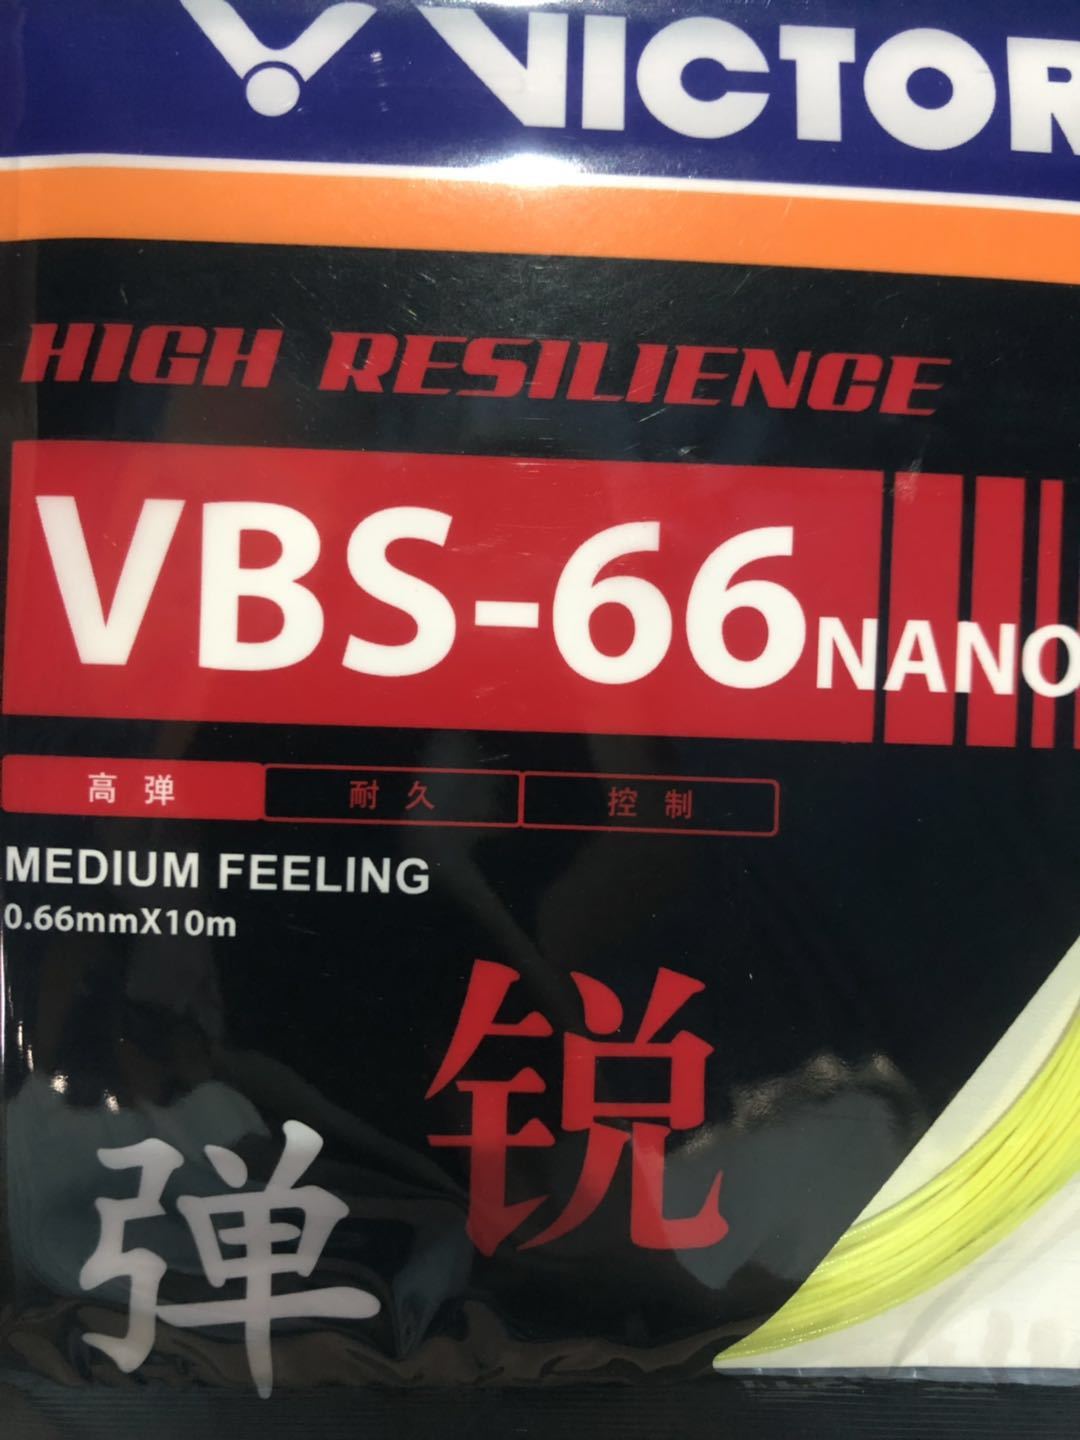 VICTOR
HIGH RESILIENCE
VBS-66NANO
高弹 耐久 控制
MEDIUM FEELING
0.66mmX10m
锐
弹